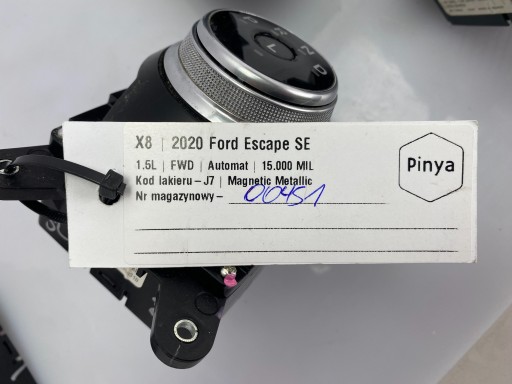 X8 | 2020 Ford Escape SE
1.5L | FWD | Automat | 15.000 MIL
Kod lakieru – J7 | Magnetic Metallic
Nr magazynowy – 00451
Pinya